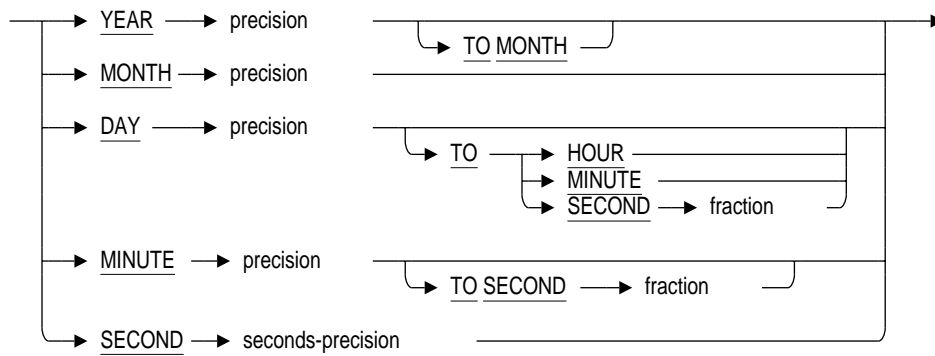 YEAR precision
TO MONTH
MONTH precision
DAY precision
TO HOUR
MINUTE
SECOND fraction
MINUTE precision
TO SECOND fraction
SECOND seconds-precision